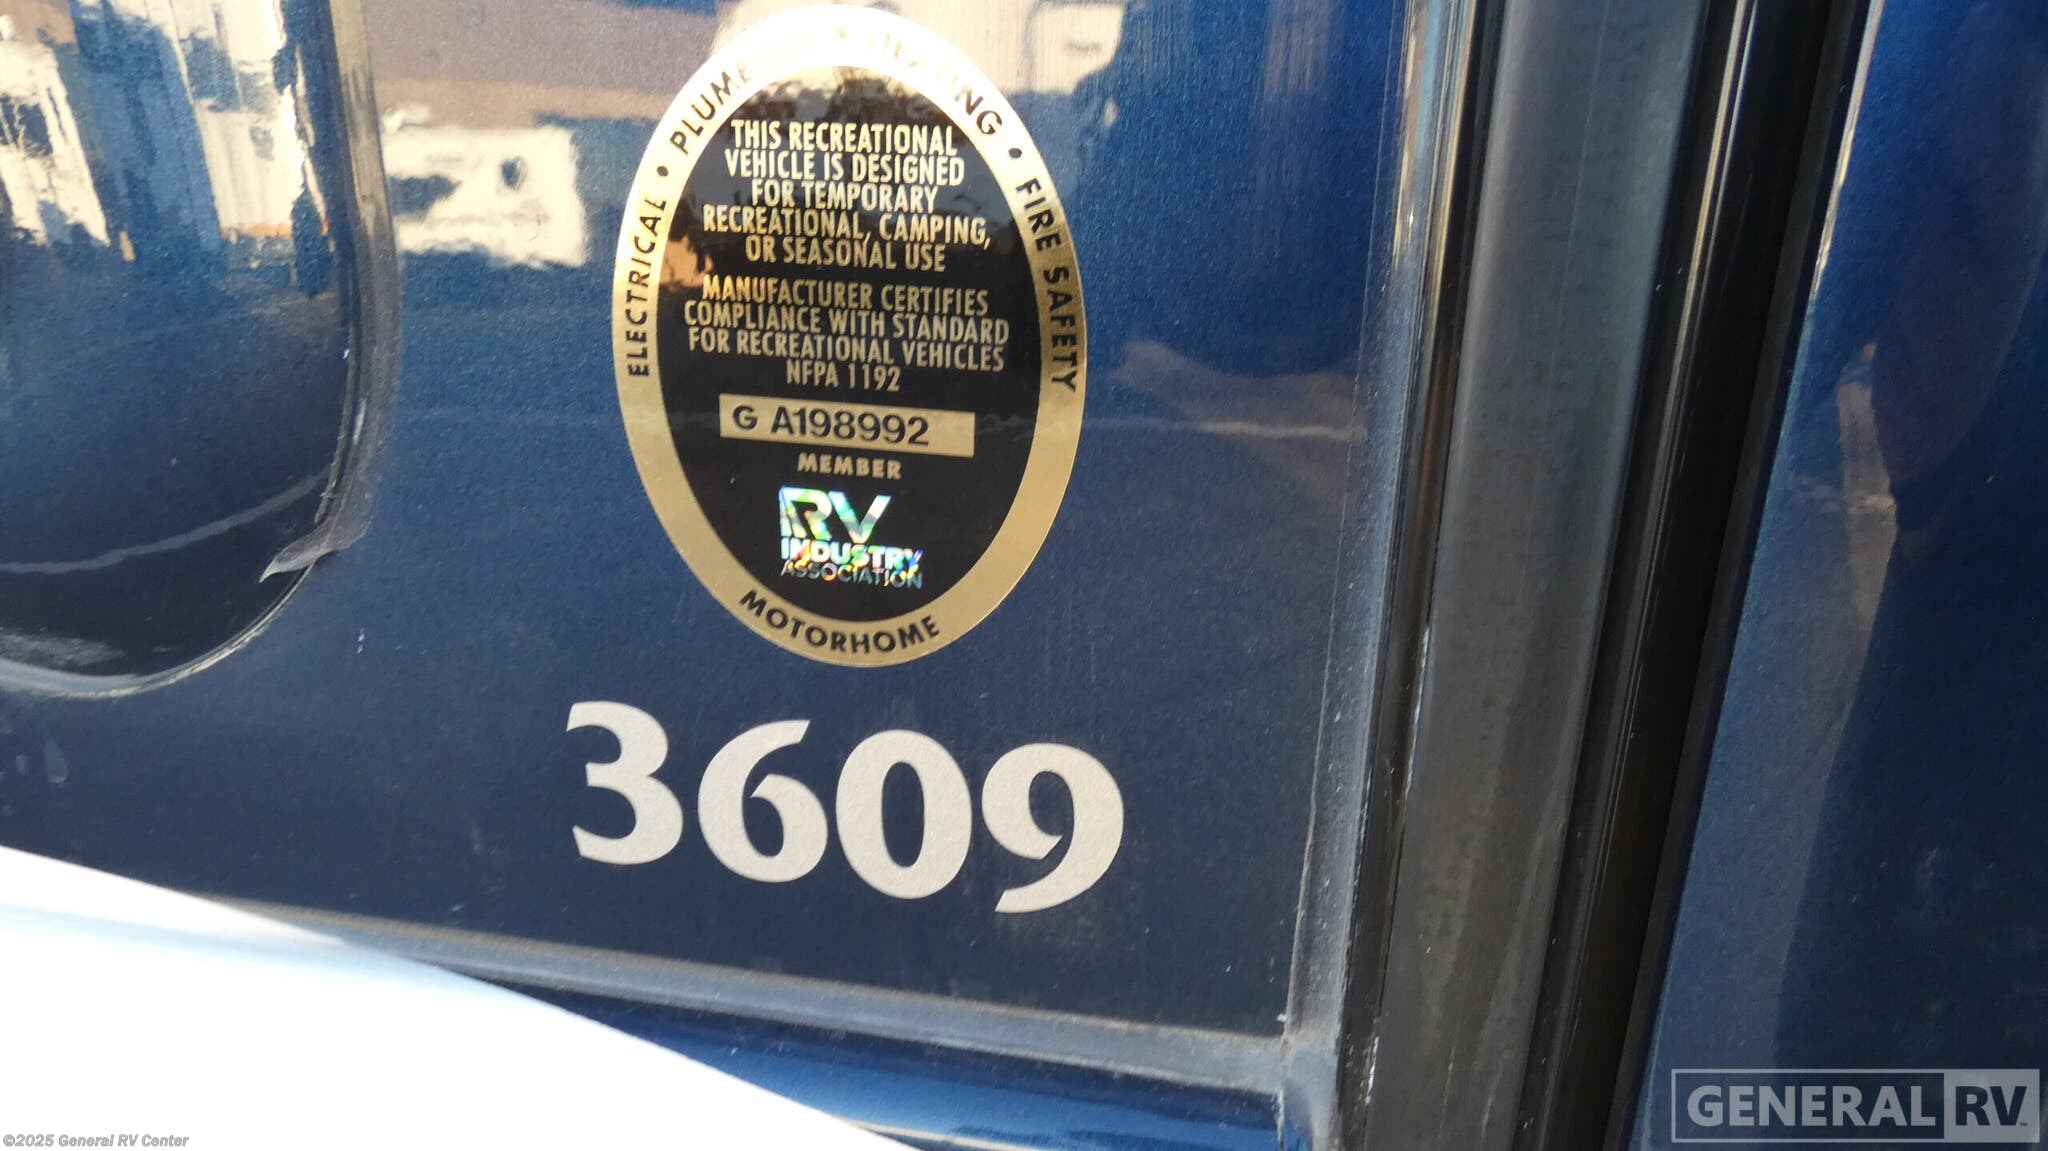 ELECTRICAL • PLUMBING • HEATING • FIRE SAFETY
THIS RECREATIONAL
VEHICLE IS DESIGNED
FOR TEMPORARY
RECREATIONAL, CAMPING,
OR SEASONAL USE
MANUFACTURER CERTIFIES
COMPLIANCE WITH STANDARD
FOR RECREATIONAL VEHICLES
NFPA 1192
G A198992
MEMBER
RV
INDUSTRY
ASSOCIATION
MOTORHOME
3609
GENERAL RV
©2025 General RV Center